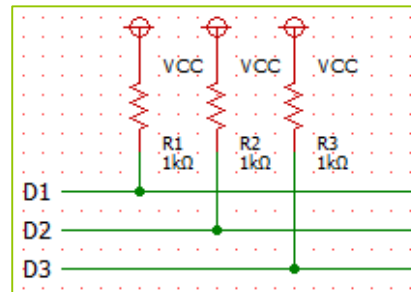 VCC VCC VCC
R1 R2 R3
1kΩ 1kΩ 1kΩ
D1
D2
D3